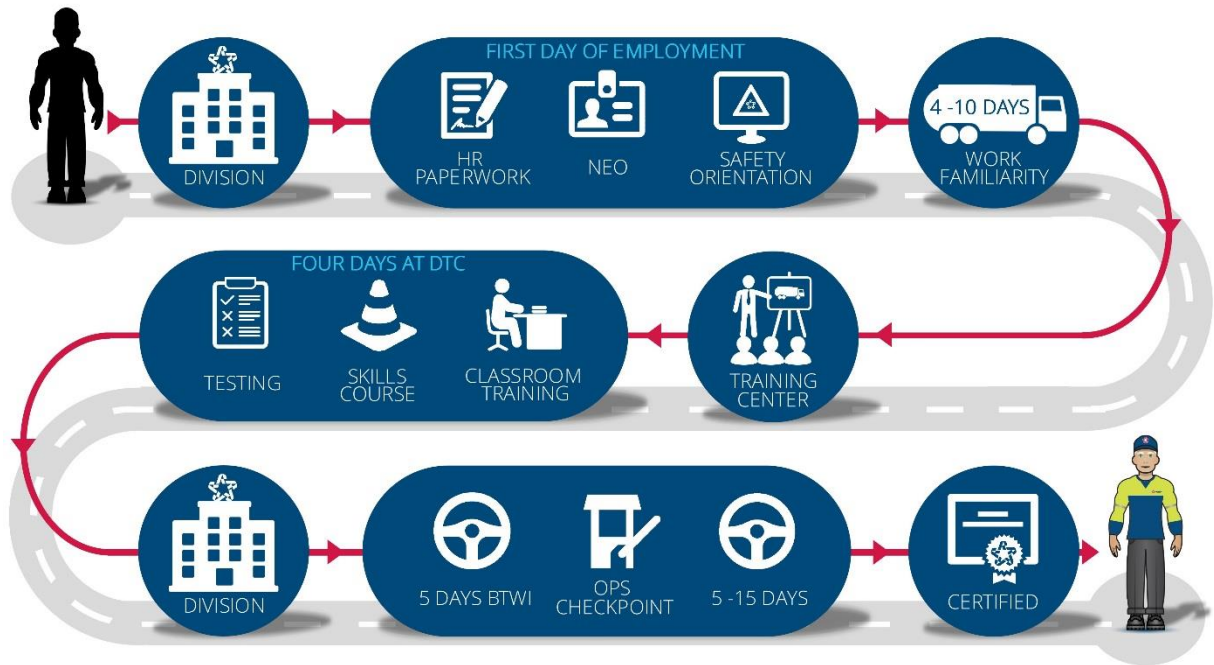 DIVISION
FIRST DAY OF EMPLOYMENT
HR
PAPERWORK
NEO
SAFETY
ORIENTATION
4 -10 DAYS
WORK
FAMILIARITY
TRAINING
CENTER
FOUR DAYS AT DTC
CLASSROOM
TRAINING
SKILLS
COURSE
TESTING
DIVISION
5 DAYS BTWI
OPS
CHECKPOINT
5 -15 DAYS
CERTIFIED